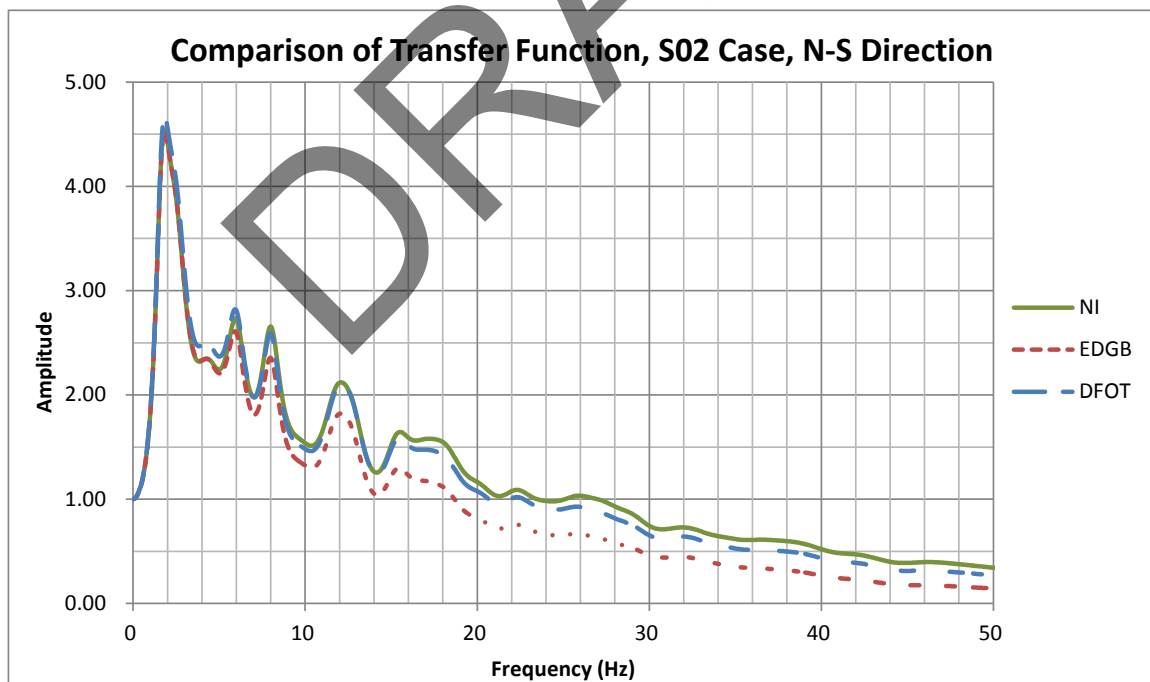 Comparison of Transfer Function, S02 Case, N-S Direction
5.00
4.00
3.00
2.00
1.00
0.00
Amplitude
0 10 20 30 40 50
Frequency (Hz)
NI
EDGB
DFOT
DRA